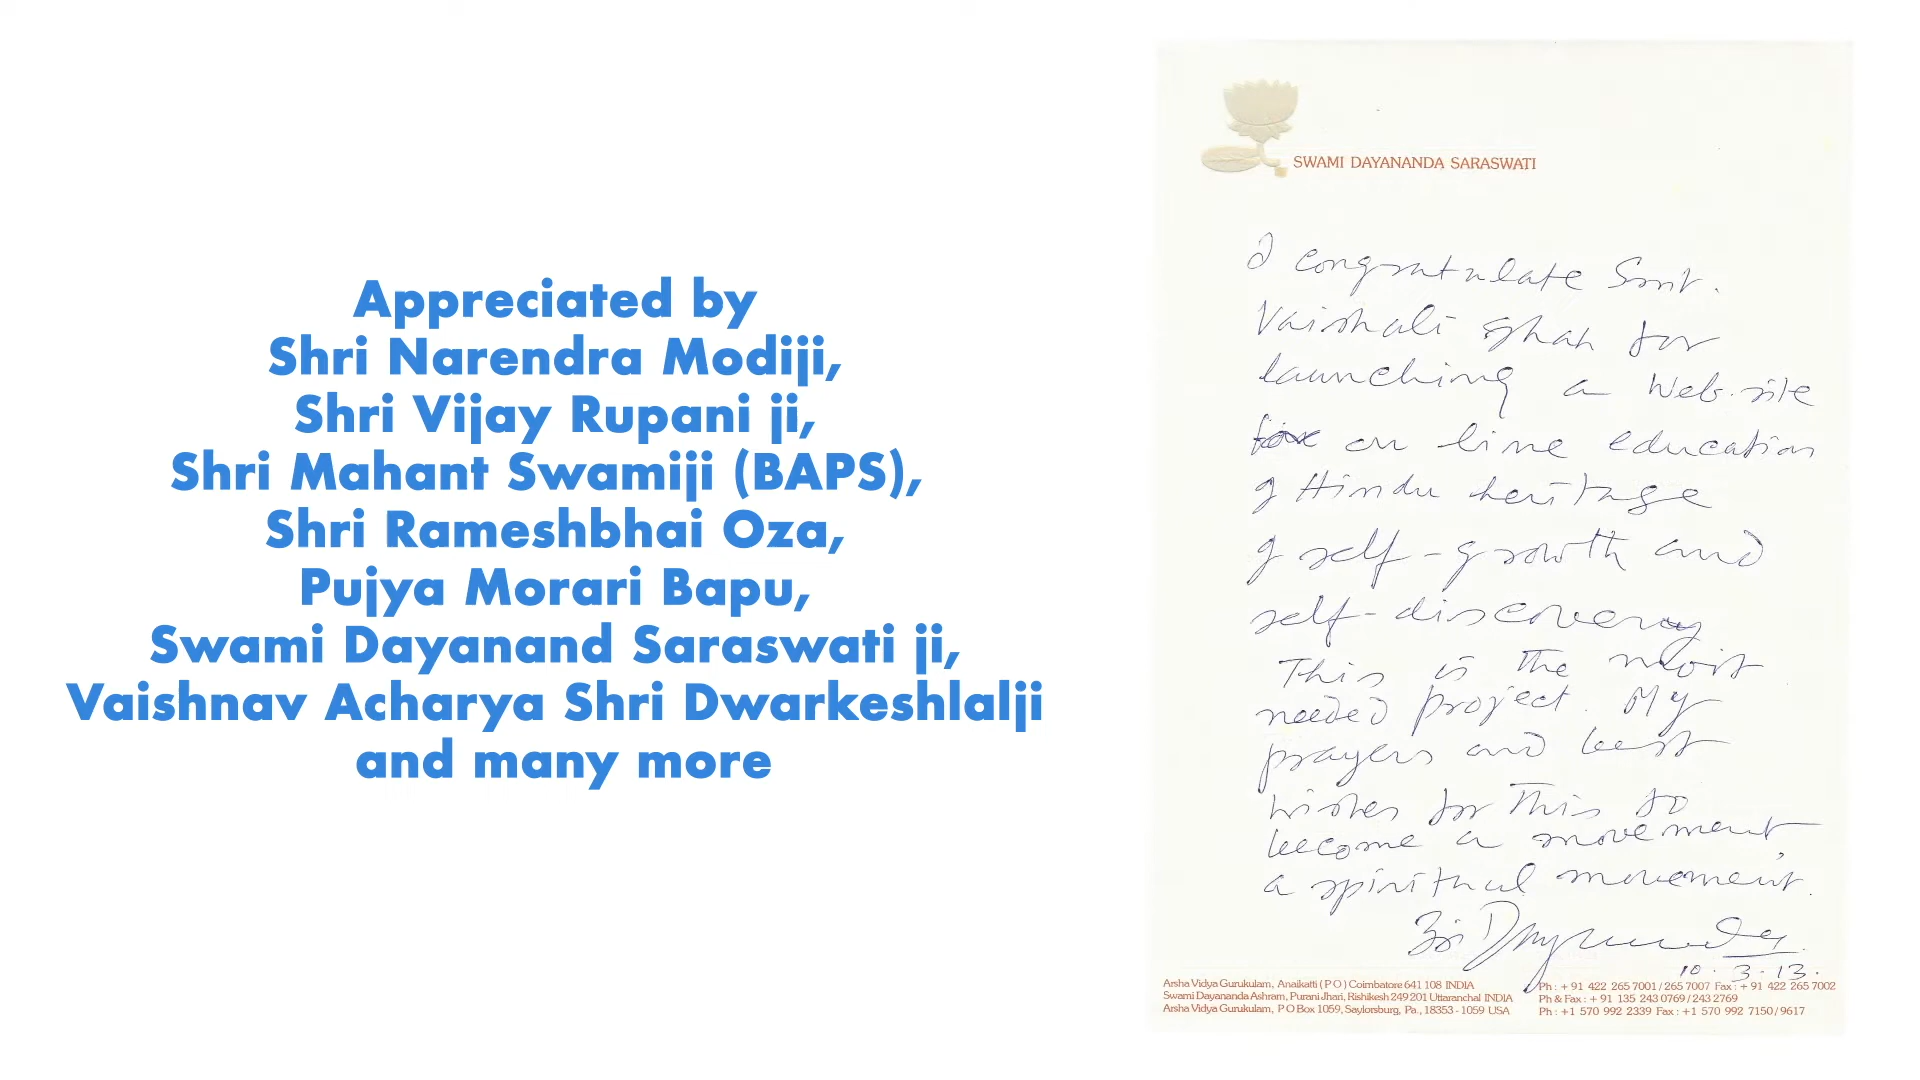 Appreciated by
Shri Narendra Modiji,
Shri Vijay Rupani ji,
Shri Mahant Swamiji (BAPS),
Shri Rameshbhai Oza,
Pujya Morari Bapu,
Swami Dayanand Saraswati ji,
Vaishnav Acharya Shri Dwarkeshlalji
and many more
SWAMI DAYANANDA SARASWATI
I congratulate Smt.
Vaishali Shah for
launching a Web.site
for on line education
of Hindu heritage
of self-growth and
self-discovery
This is the most
needed project. My
prayers and best
wishes for this to
become a movement,
a spiritual movement.
10.3.13.
Arsha Vidya Gurukulam, Anaikatti ( P O ) Coimbatore 641 108 INDIA
Swami Dayananda Ashram, Purani Jhari, Rishikesh 249 201 Uttaranchal INDIA
Arsha Vidya Gurukulam, P O Box 1059, Saylorsburg, Pa., 18353 - 1059 USA
Ph : + 91 422 265 7001 / 265 7007 Fax : + 91 422 265 7002
Ph & Fax : + 91 135 243 0769 / 243 2769
Ph : +1 570 992 2339 Fax : +1 570 992 7150 / 9617